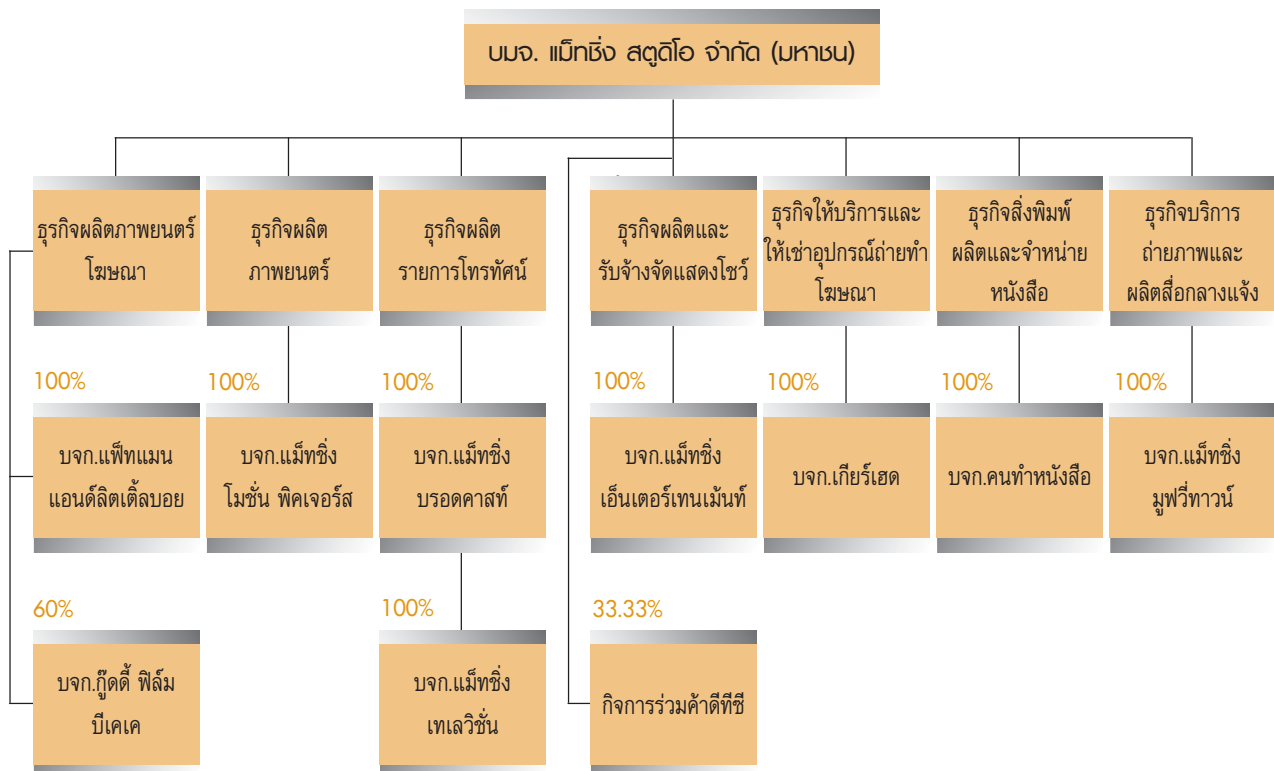 บมจ. แม็ทชิ่ง สตูดิโอ จำกัด (มหาชน)
ธุรกิจผลิตภาพยนตร์
โฆษณา
ธุรกิจผลิต
ภาพยนตร์
ธุรกิจผลิต
รายการโทรทัศน์
ธุรกิจผลิตและ
รับจ้างจัดแสดงโชว์
ธุรกิจให้บริการและ
ให้เช่าอุปกรณ์ถ่ายทำ
โฆษณา
ธุรกิจสิ่งพิมพ์
ผลิตและจำหน่าย
หนังสือ
ธุรกิจบริการ
ถ่ายภาพและ
ผลิตสื่อกลางแจ้ง
100%
100%
100%
100%
100%
100%
100%
บจก.แฟ็ทแมน
แอนด์ลิตเติ้ลบอย
บจก.แม็ทชิ่ง
โมชั่น พิคเจอร์ส
บจก.แม็ทชิ่ง
บรอดคาสท์
บจก.แม็ทชิ่ง
เอ็นเตอร์เทนเม้นท์
บจก.เกียร์เฮด
บจก.คนทำหนังสือ
บจก.แม็ทชิ่ง
มูฟวี่ทาวน์
60%
100%
33.33%
บจก.กู๊ดดี้ ฟิล์ม
บีเคเค
บจก.แม็ทชิ่ง
เทเลวิชั่น
กิจการร่วมค้าดีทีซี